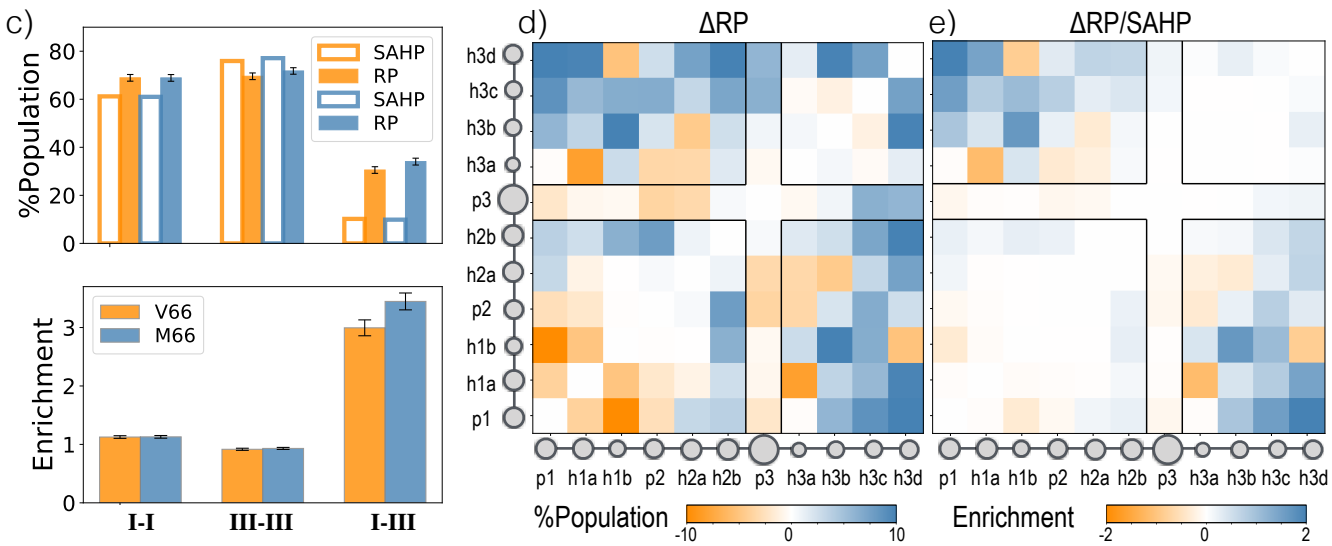 c)
%Population
80
60
40
20
0
SAHP
RP
SAHP
RP
Enrichment
3
2
1
0
V66
M66
I-I III-III I-III
d)
ΔRP
h3d
h3c
h3b
h3a
p3
h2b
h2a
p2
h1b
h1a
p1
p1 h1a h1b p2 h2a h2b p3 h3a h3b h3c h3d
%Population
-10 0 10
e)
ΔRP/SAHP
p1 h1a h1b p2 h2a h2b p3 h3a h3b h3c h3d
Enrichment
-2 0 2